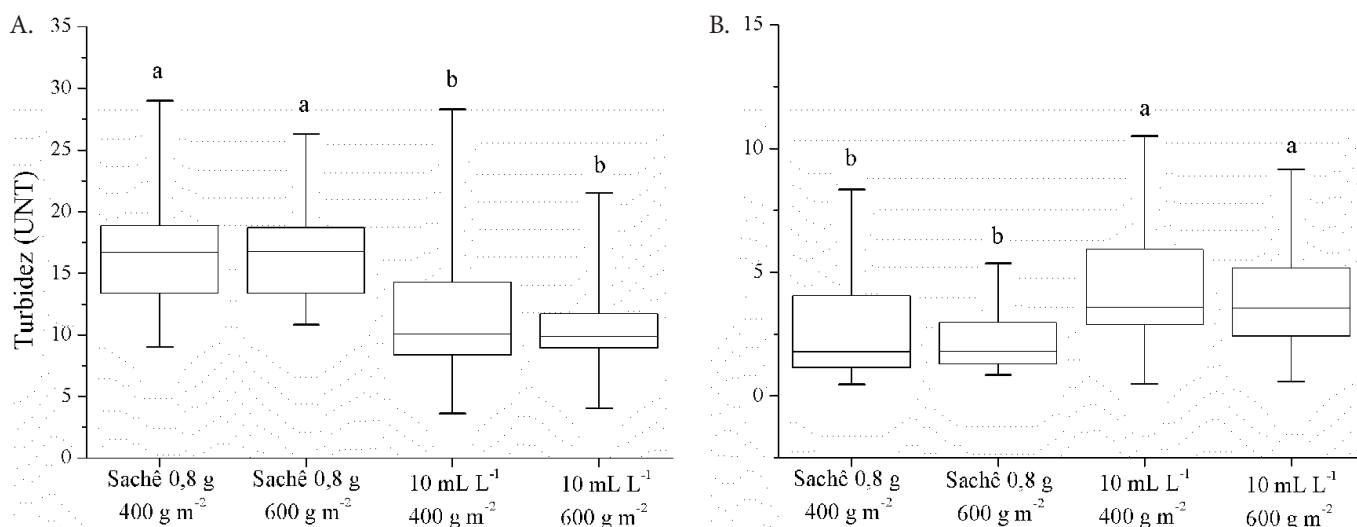 A.
Turbidez (UNT)
35
30
25
20
15
10
5
0
a
a
b
b
Sachê 0,8 g
400 g m⁻²
Sachê 0,8 g
600 g m⁻²
10 mL L⁻¹
400 g m⁻²
10 mL L⁻¹
600 g m⁻²
B.
15
10
5
0
b
b
a
a
Sachê 0,8 g
400 g m⁻²
Sachê 0,8 g
600 g m⁻²
10 mL L⁻¹
400 g m⁻²
10 mL L⁻¹
600 g m⁻²